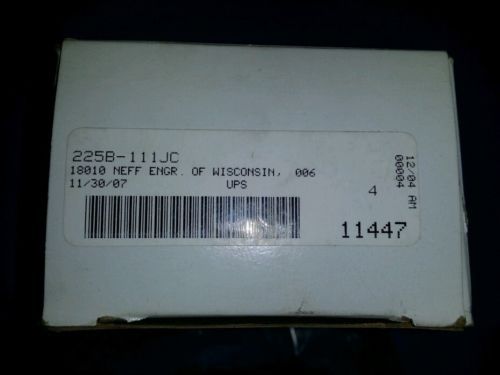 225B-111JC
18010 NEFF ENGR. OF WISCONSIN, 006
11/30/07 UPS
4
11447
12/04 AM
00004